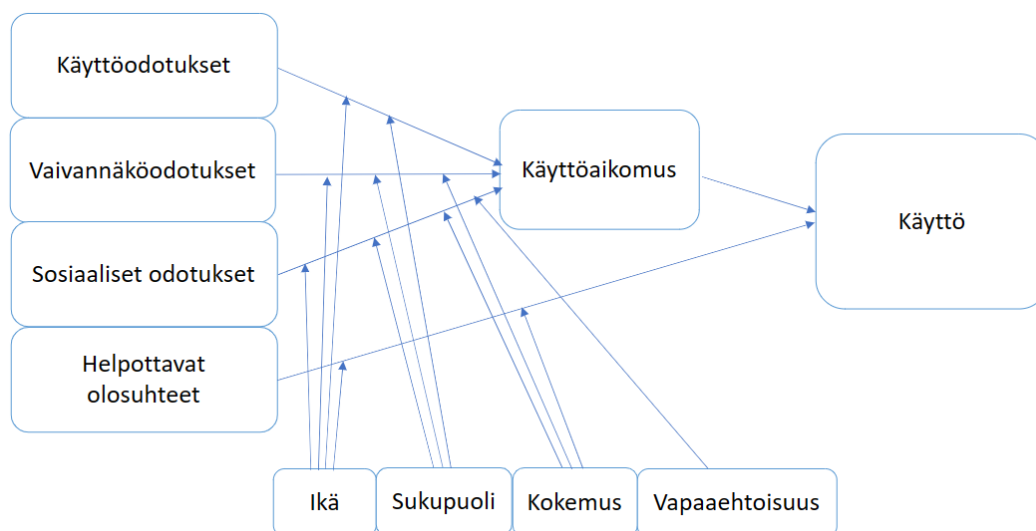 Käyttöodotukset
Vaivannäköodotukset
Sosiaaliset odotukset
Helpottavat
olosuhteet
Käyttöaikomus
Käyttö
Ikä
Sukupuoli
Kokemus
Vapaaehtoisuus